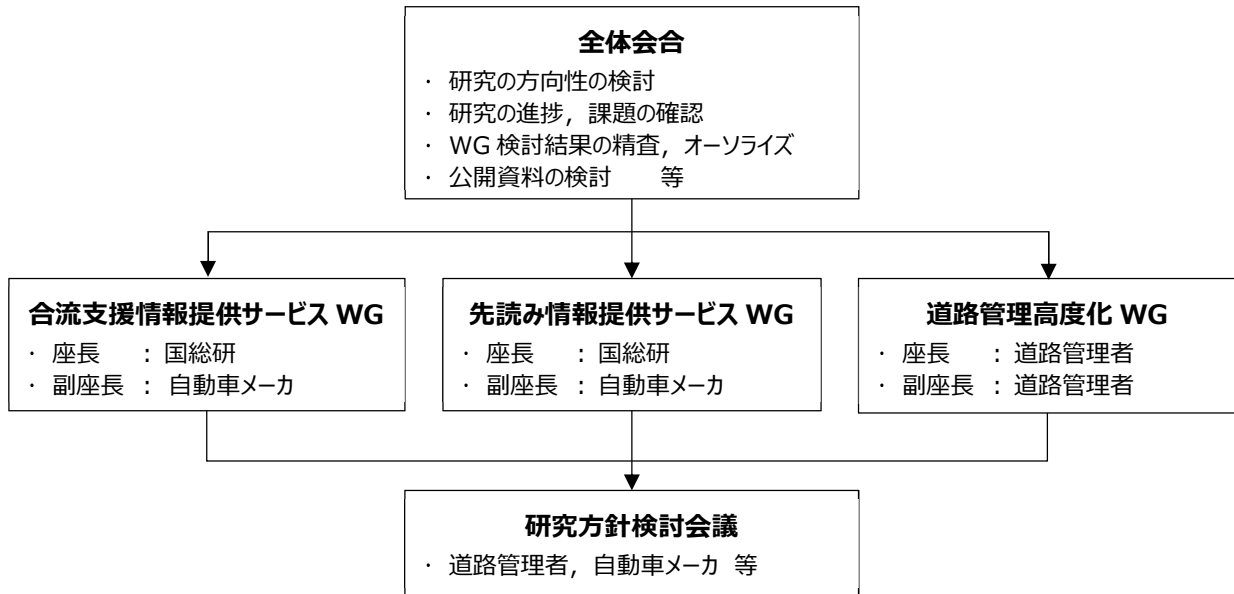 全体会合
· 研究の方向性の検討
· 研究の進捗，課題の確認
· WG 検討結果の精査，オーソライズ
· 公開資料の検討　　等
合流支援情報提供サービス WG
· 座長　　：国総研
· 副座長 ：自動車メーカ
先読み情報提供サービス WG
· 座長　　：国総研
· 副座長 ：自動車メーカ
道路管理高度化 WG
· 座長　　：道路管理者
· 副座長 ：道路管理者
研究方針検討会議
· 道路管理者，自動車メーカ 等